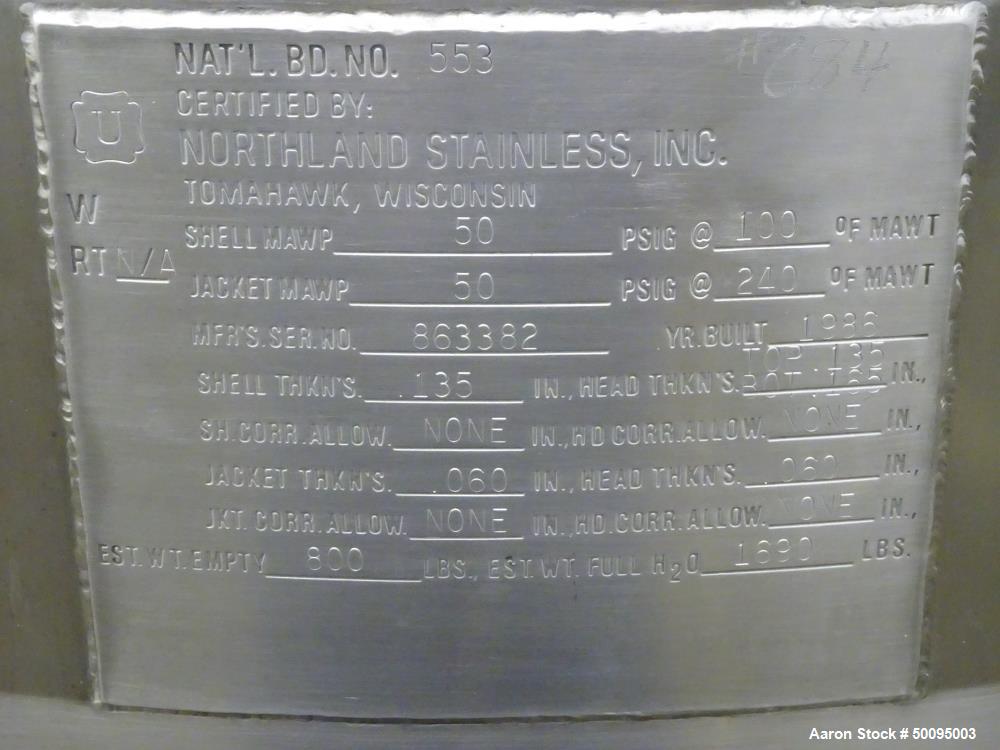 NAT'L. BD. NO. 553
CERTIFIED BY:
U
NORTHLAND STAINLESS, INC.
TOMAHAWK, WISCONSIN
W
SHELL MAWP 50 PSIG @ 100 °F MAWT
RT N/A
JACKET MAWP 50 PSIG @ 240 °F MAWT
MFR'S. SER. NO. 863382 YR. BUILT 1986
TOP .135
SHELL THKN'S. .135 IN., HEAD THKN'S. BOT IN.,
SH. CORR. ALLOW. NONE IN., HD CORR. ALLOW. NONE IN.,
JACKET THKN'S. .060 IN., HEAD THKN'S. .060 IN.,
JKT. CORR. ALLOW. NONE IN., HD. CORR. ALLOW. NONE IN.,
EST. WT. EMPTY 800 LBS., EST. WT. FULL H2O 1690 LBS.
Aaron Stock # 50095003